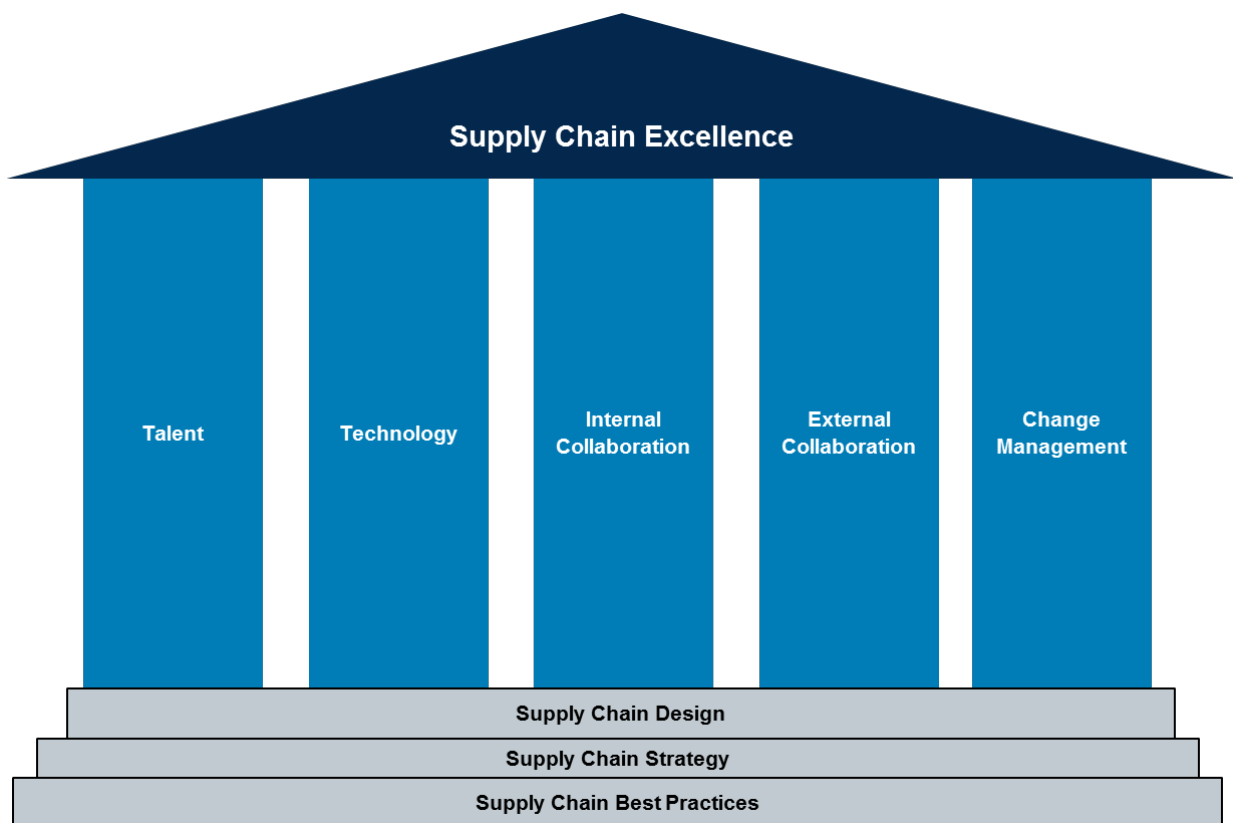 Supply Chain Excellence
Talent
Technology
Internal
Collaboration
External
Collaboration
Change
Management
Supply Chain Design
Supply Chain Strategy
Supply Chain Best Practices